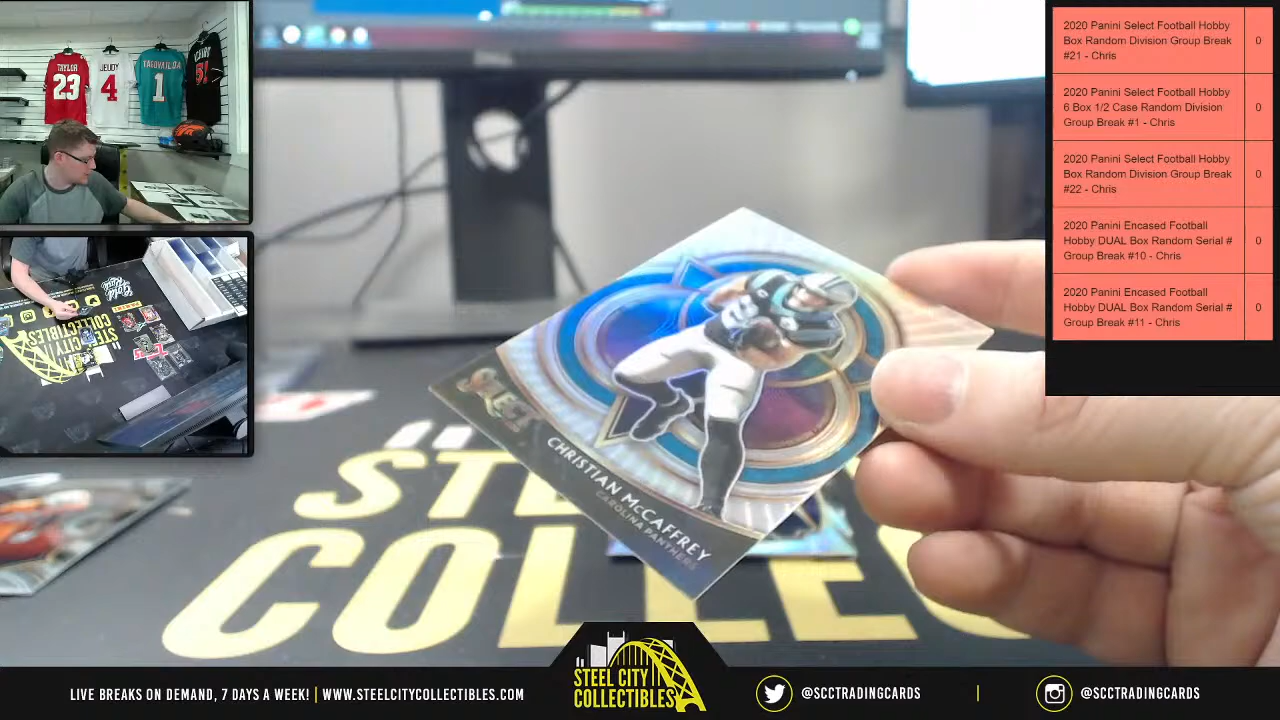 TAYLOR
23
JEUDY
4
TAGOVAILOA
1
STEEL CITY
COLLECTIBLES
SELECT
CHRISTIAN McCAFFREY
CAROLINA PANTHERS
2020 Panini Select Football Hobby
Box Random Division Group Break
#21 - Chris
0
2020 Panini Select Football Hobby
6 Box 1/2 Case Random Division
Group Break #1 - Chris
0
2020 Panini Select Football Hobby
Box Random Division Group Break
#22 - Chris
0
2020 Panini Encased Football
Hobby DUAL Box Random Serial #
Group Break #10 - Chris
0
2020 Panini Encased Football
Hobby DUAL Box Random Serial #
Group Break #11 - Chris
0
LIVE BREAKS ON DEMAND, 7 DAYS A WEEK! | WWW.STEELCITYCOLLECTIBLES.COM
STEEL CITY
COLLECTIBLES
@SCCTRADINGCARDS | @SCCTRADINGCARDS